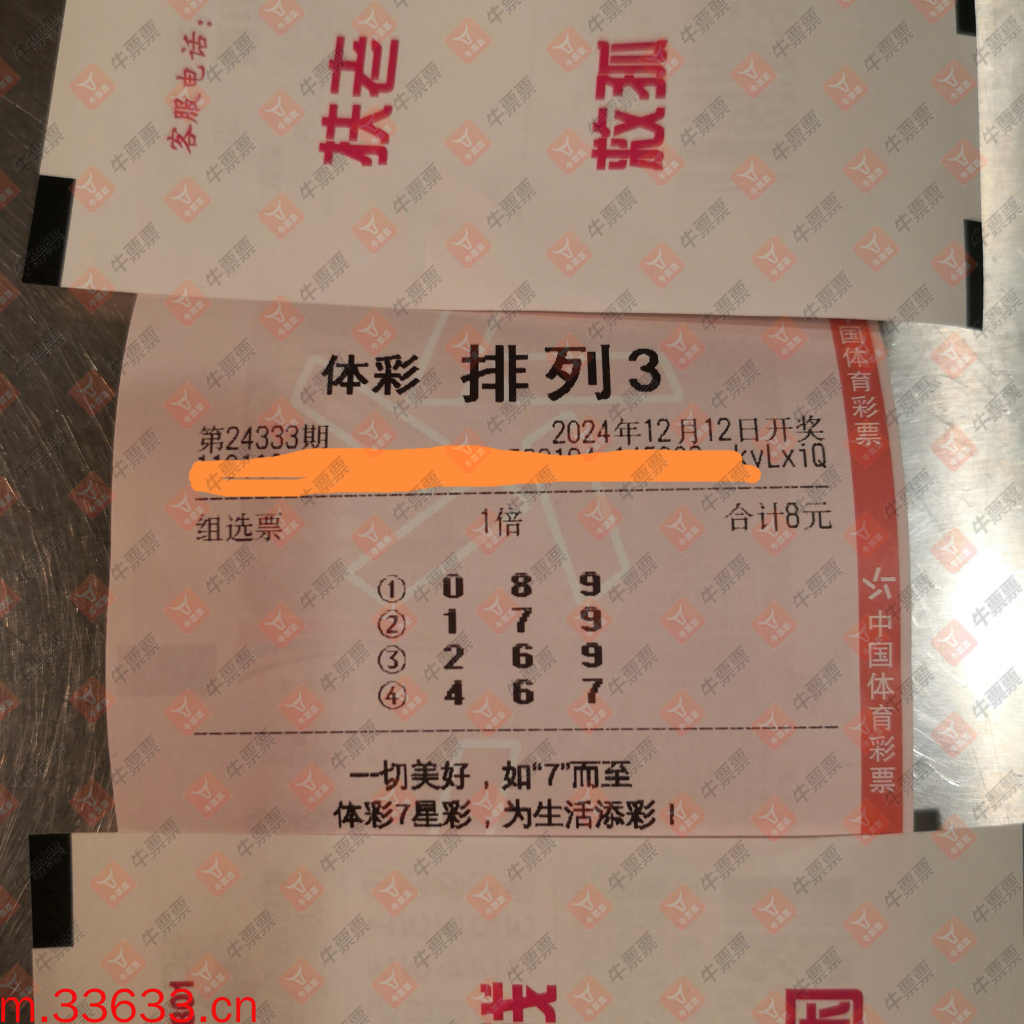 客服电话:
扶老
敬孤
体彩 排列3
第24333期 2024年12月12日开奖
kvLxiQ
组选票 1倍 合计8元
① 0 8 9
② 1 7 9
③ 2 6 9
④ 4 6 7
一切美好，如“7”而至
体彩7星彩，为生活添彩！
国体育彩票
中国体育彩票
牛票票
m.33633.cn